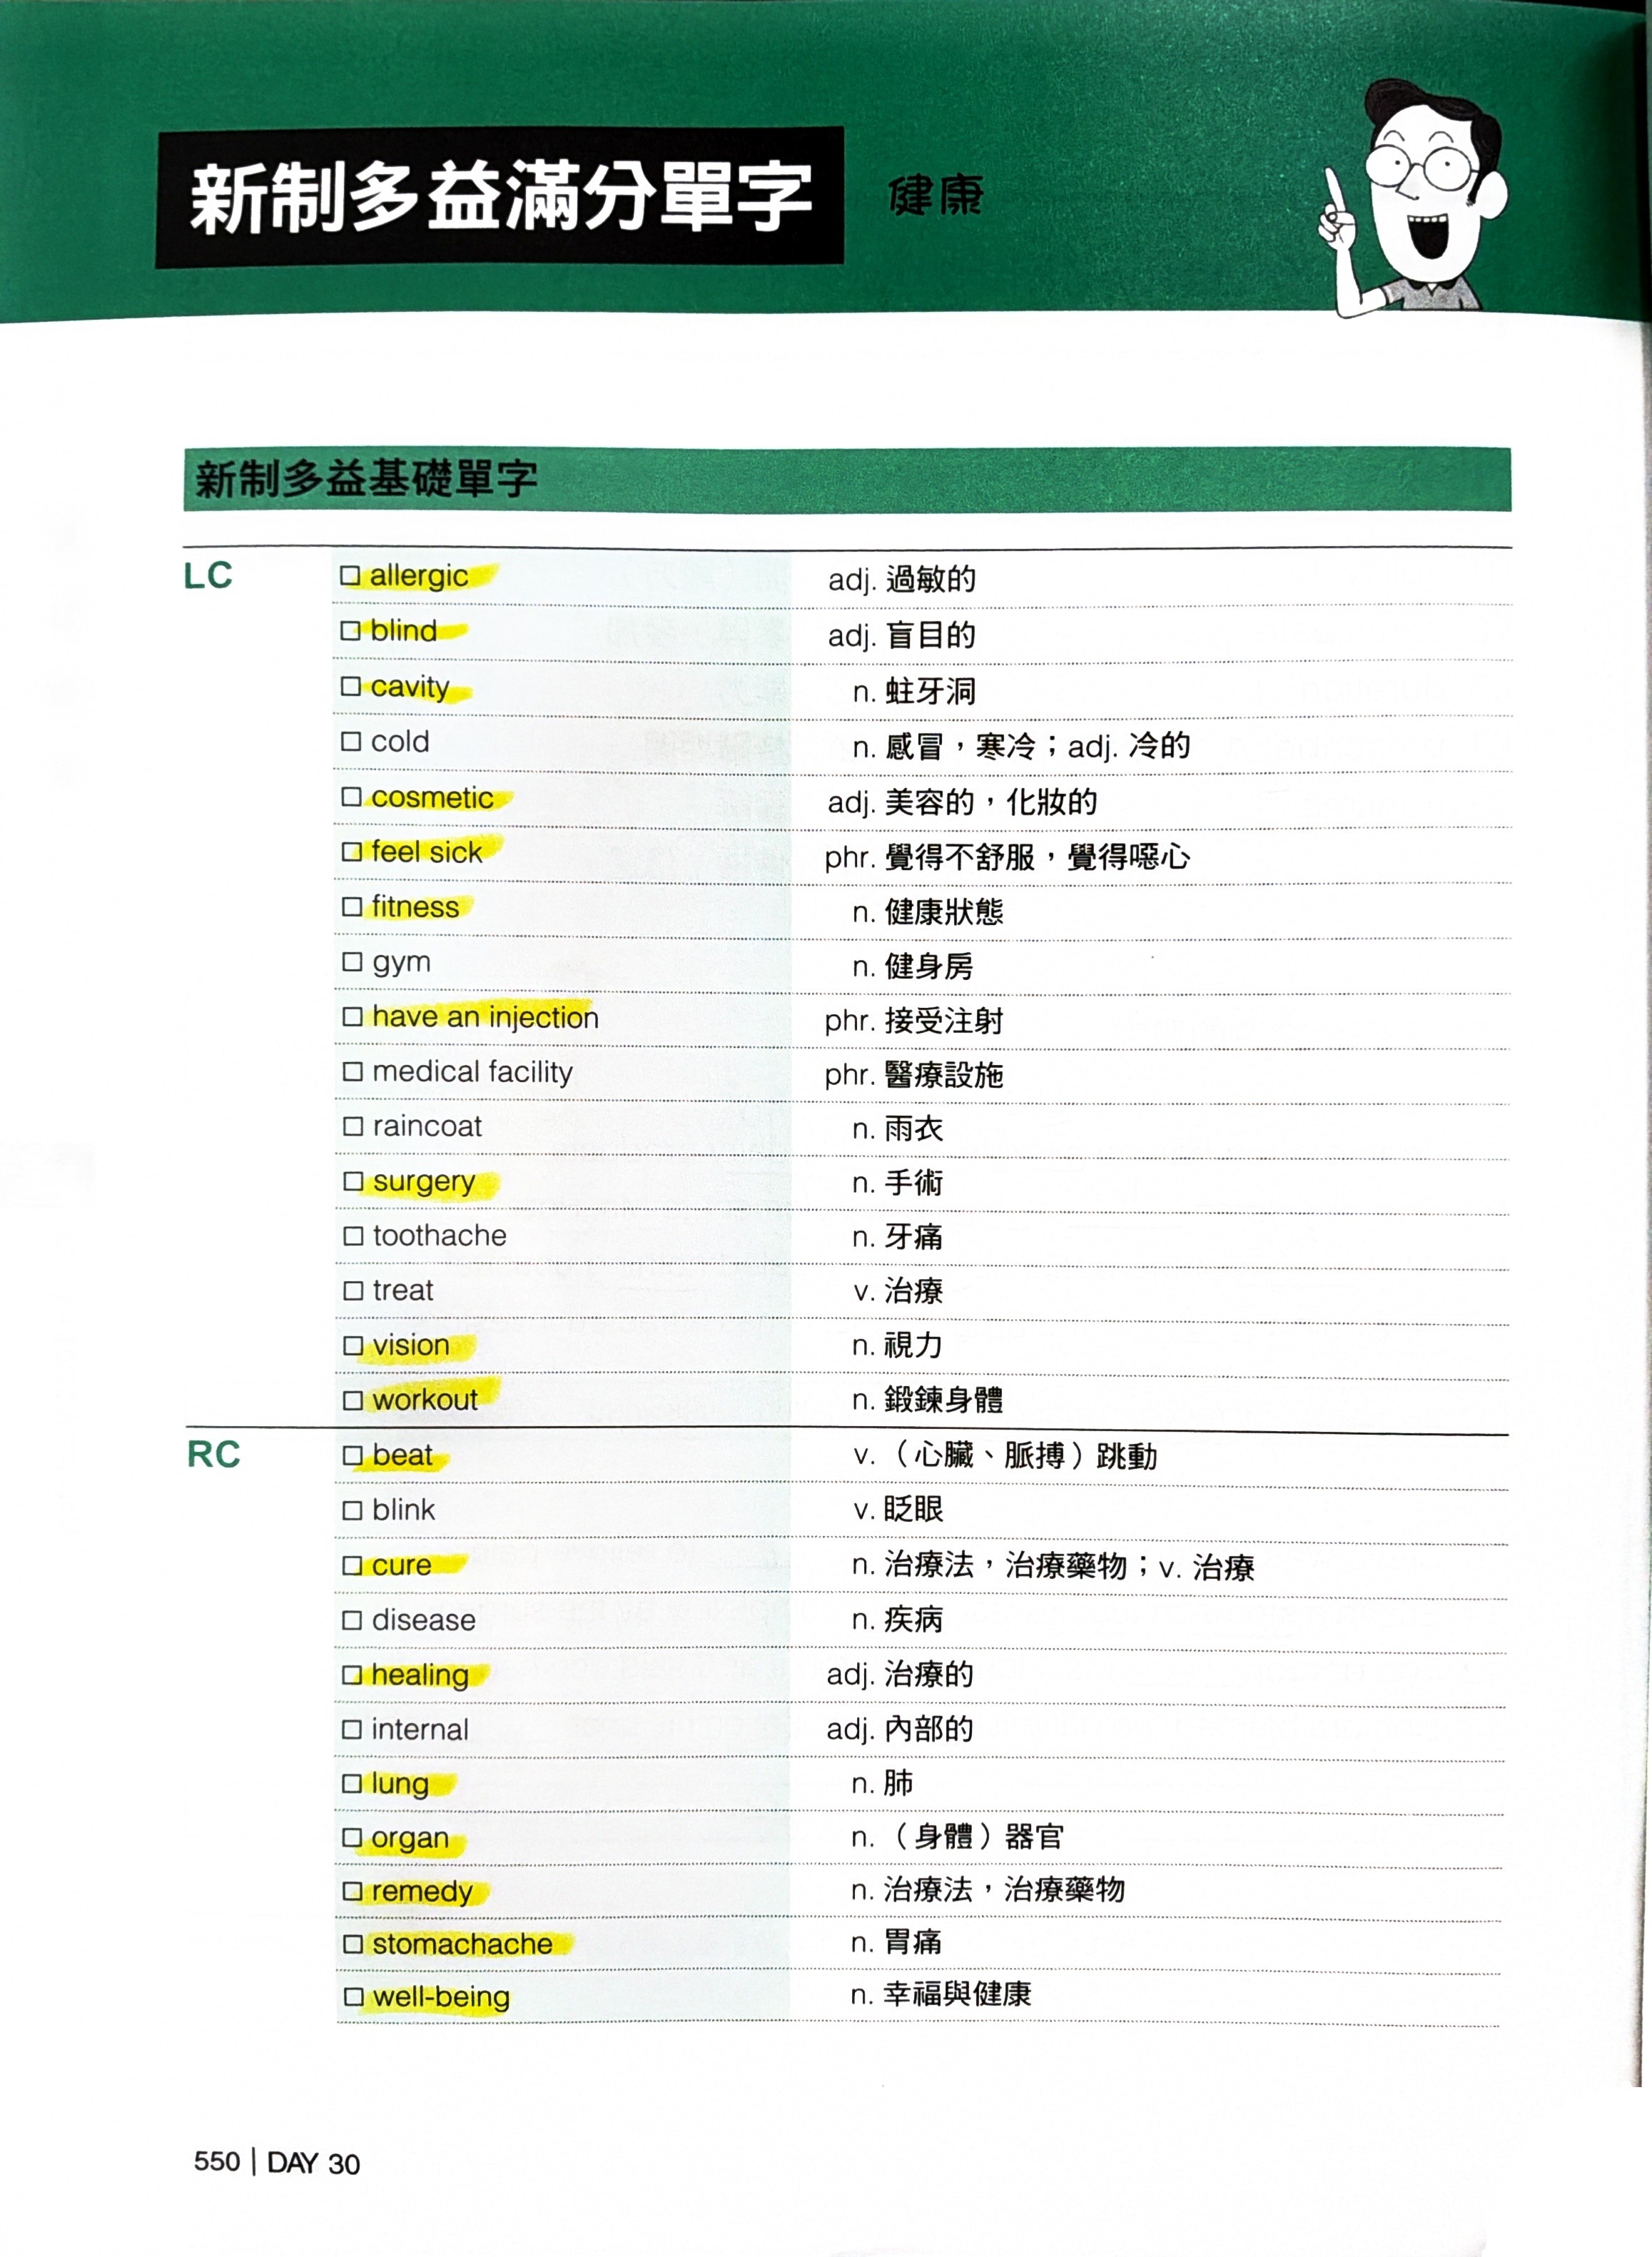 新制多益滿分單字 健康
新制多益基礎單字
LC
allergic adj. 過敏的
blind adj. 盲目的
cavity n. 蛀牙洞
cold n. 感冒，寒冷；adj. 冷的
cosmetic adj. 美容的，化妝的
feel sick phr. 覺得不舒服，覺得噁心
fitness n. 健康狀態
gym n. 健身房
have an injection phr. 接受注射
medical facility phr. 醫療設施
raincoat n. 雨衣
surgery n. 手術
toothache n. 牙痛
treat v. 治療
vision n. 視力
workout n. 鍛鍊身體
RC
beat v.（心臟、脈搏）跳動
blink v. 眨眼
cure n. 治療法，治療藥物；v. 治療
disease n. 疾病
healing adj. 治療的
internal adj. 內部的
lung n. 肺
organ n.（身體）器官
remedy n. 治療法，治療藥物
stomachache n. 胃痛
well-being n. 幸福與健康
550 | DAY 30